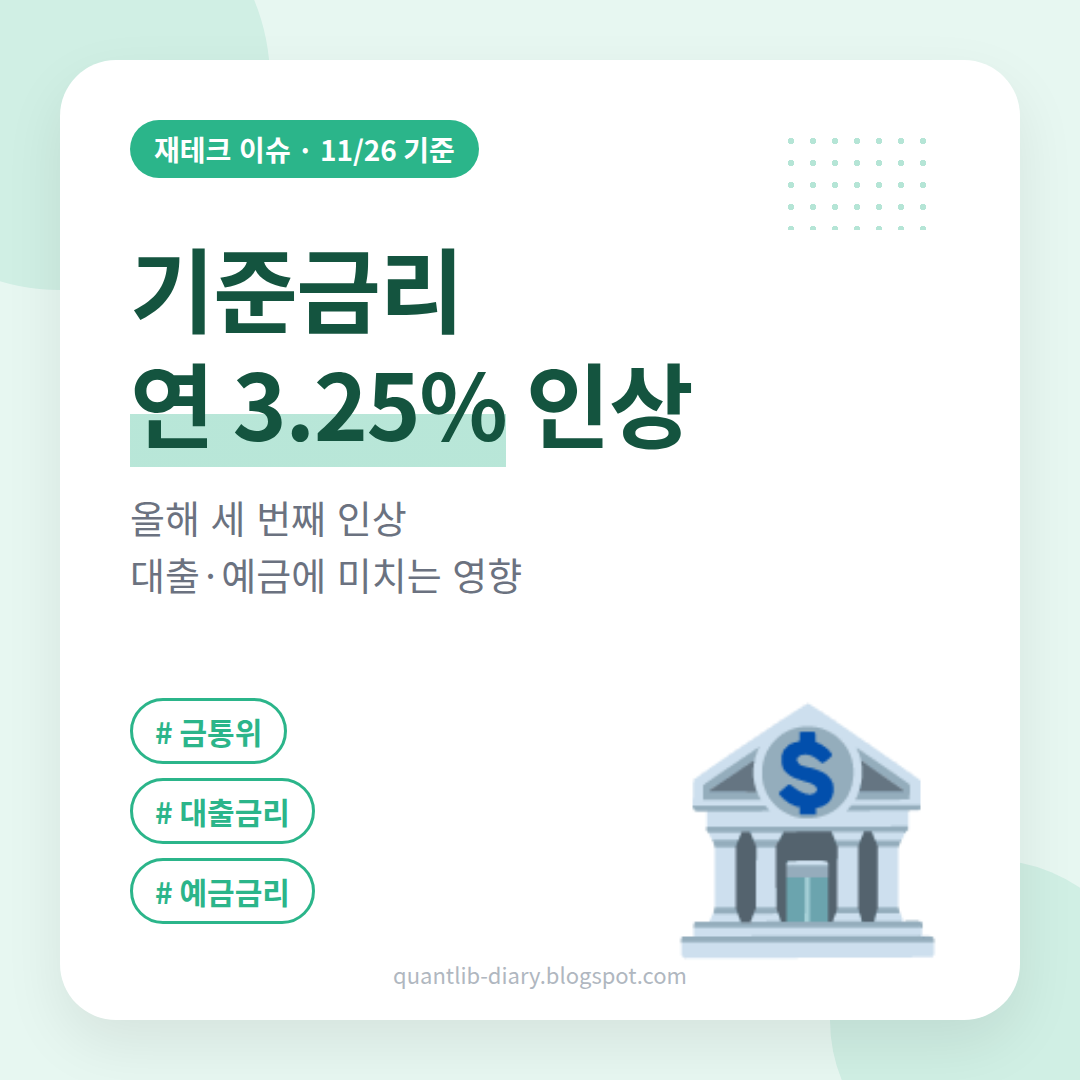 재테크 이슈 · 11/26 기준
기준금리
연 3.25% 인상
올해 세 번째 인상
대출·예금에 미치는 영향
# 금통위
# 대출금리
# 예금금리
$
quantlib-diary.blogspot.com